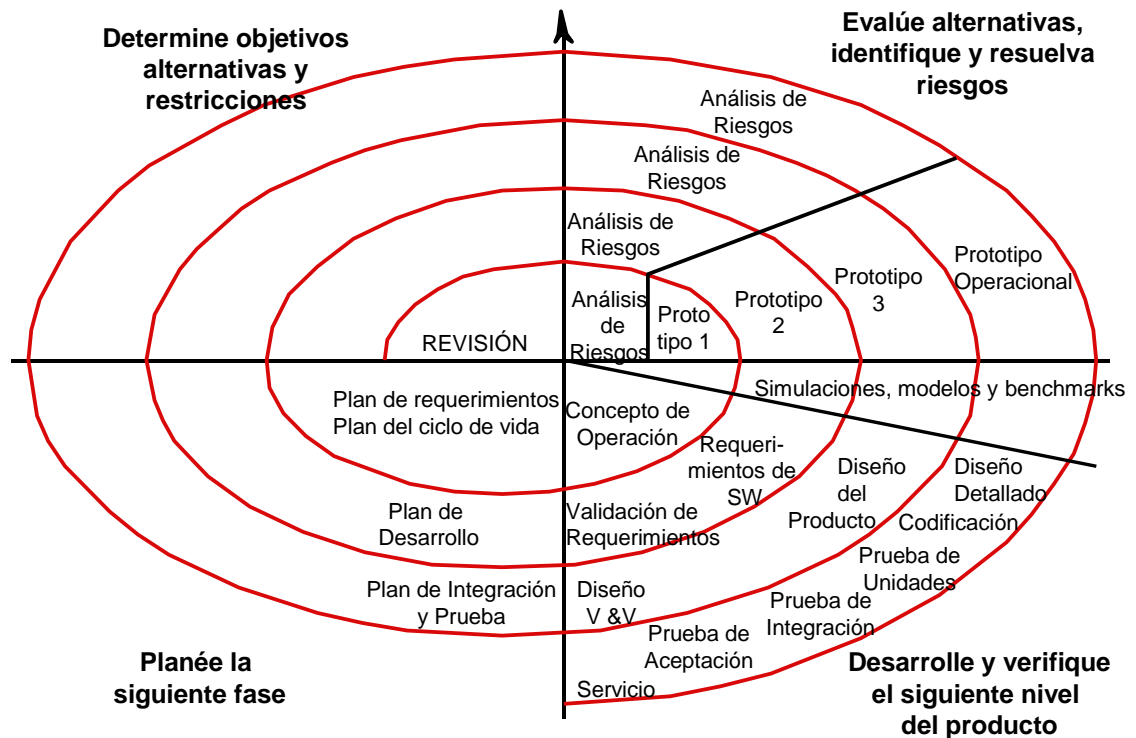 Determine objetivos
alternativas y
restricciones
Evalúe alternativas,
identifique y resuelva
riesgos
Análisis de
Riesgos
Análisis de
Riesgos
Análisis de
Riesgos
Análisis
de
Riesgos
Proto
tipo 1
Prototipo
2
Prototipo
3
Prototipo
Operacional
REVISIÓN
Simulaciones, modelos y benchmarks
Plan de requerimientos
Plan del ciclo de vida
Concepto de
Operación
Requeri-
mientos de
SW
Diseño
del
Producto
Diseño
Detallado
Codificación
Plan de
Desarrollo
Validación de
Requerimientos
Prueba de
Unidades
Plan de Integración
y Prueba
Diseño
V &V
Prueba de
Integración
Prueba de
Aceptación
Servicio
Planée la
siguiente fase
Desarrolle y verifique
el siguiente nivel
del producto